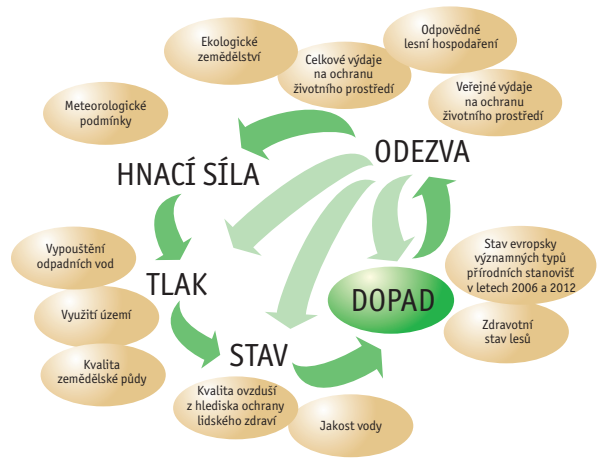 Ekologické
zemědělství
Celkové výdaje
na ochranu
životního prostředí
Odpovědné
lesní hospodaření
Veřejné výdaje
na ochranu
životního prostředí
Meteorologické
podmínky
ODEZVA
HNACÍ SÍLA
Vypouštění
odpadních vod
TLAK
Využití území
Kvalita
zemědělské půdy
STAV
Kvalita ovzduší
z hlediska ochrany
lidského zdraví
Jakost vody
DOPAD
Stav evropsky
významných typů
přírodních stanovišť
v letech 2006 a 2012
Zdravotní
stav lesů